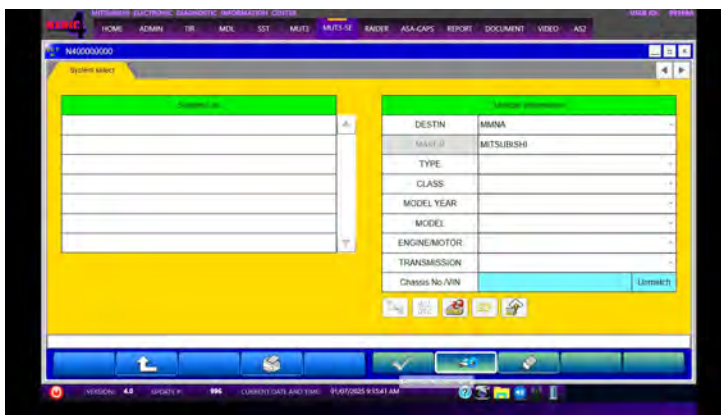 MITSUBISHI ELECTRONIC DIAGNOSTIC INFORMATION CENTER
MEDIC 4 HOME ADMIN TIR MDL SST MUT3 MUT3-SE RAIDER ASA-CAPS REPORT DOCUMENT VIDEO AS2
N400000000
System select
System List
Vehicle Information
DESTIN MMNA
MAKER MITSUBISHI
TYPE
CLASS
MODEL YEAR
MODEL
ENGINE/MOTOR
TRANSMISSION
Chassis No./VIN Unmatch
VERSION: 4.0 UPDATE #: 996 CURRENT DATE AND TIME: 01/07/2025 9:55:41 AM